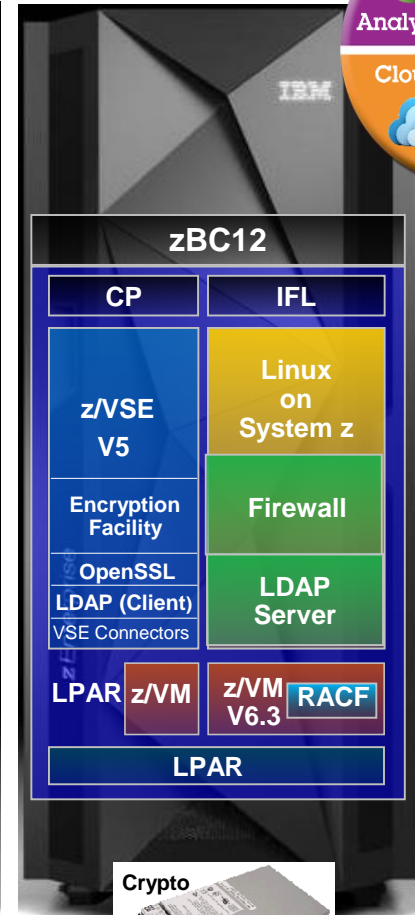 Analy
Clou
IBM
zBC12
CP
IFL
z/VSE
V5
Encryption
Facility
OpenSSL
LDAP (Client)
VSE Connectors
Linux
on
System z
Firewall
LDAP
Server
zEnterprise
LPAR
z/VM
z/VM
V6.3
RACF
LPAR
Crypto